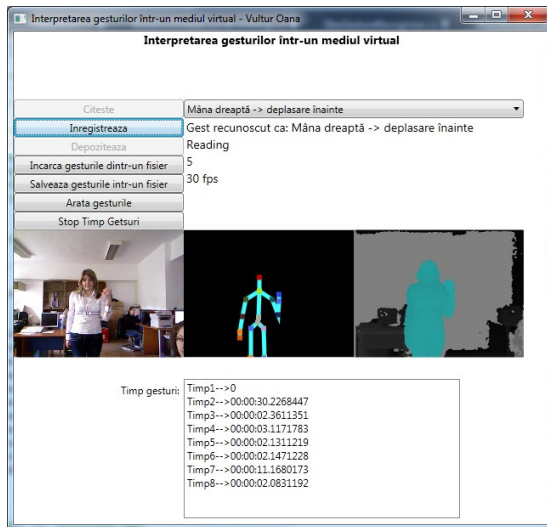 Interpretarea gesturilor într-un mediul virtual - Vultur Oana
Interpretarea gesturilor într-un mediul virtual
Citeste
Mâna dreaptă -> deplasare înainte
Inregistreaza
Gest recunoscut ca: Mâna dreaptă -> deplasare înainte
Depoziteaza
Reading
Incarca gesturile dintr-un fisier
5
Salveaza gesturile intr-un fisier
30 fps
Arata gesturile
Stop Timp Getsuri
Timp gesturi:
Timp1-->0
Timp2-->00:00:30.2268447
Timp3-->00:00:02.3611351
Timp4-->00:00:03.1171783
Timp5-->00:00:02.1311219
Timp6-->00:00:02.1471228
Timp7-->00:00:11.1680173
Timp8-->00:00:02.0831192